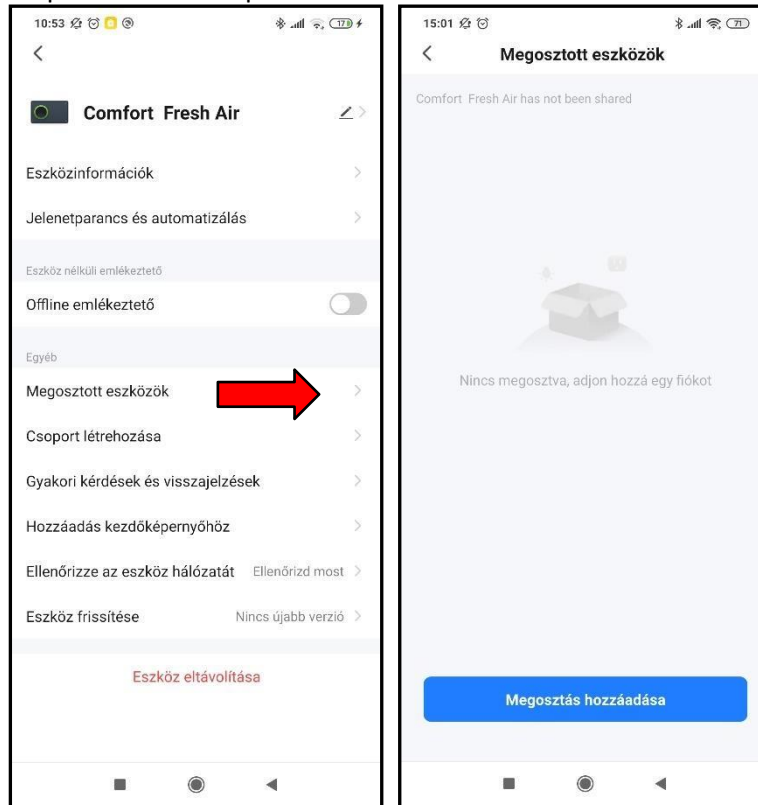 10:53
17
Comfort Fresh Air
Eszközinformációk
Jelenetparancs és automatizálás
Eszköz nélküli emlékeztető
Offline emlékeztető
Egyéb
Megosztott eszközök
Csoport létrehozása
Gyakori kérdések és visszajelzések
Hozzáadás kezdőképernyőhöz
Ellenőrizze az eszköz hálózatát Ellenőrizd most
Eszköz frissítése Nincs újabb verzió
Eszköz eltávolítása
15:01
71
Megosztott eszközök
Comfort Fresh Air has not been shared
Nincs megosztva, adjon hozzá egy fiókot
Megosztás hozzáadása